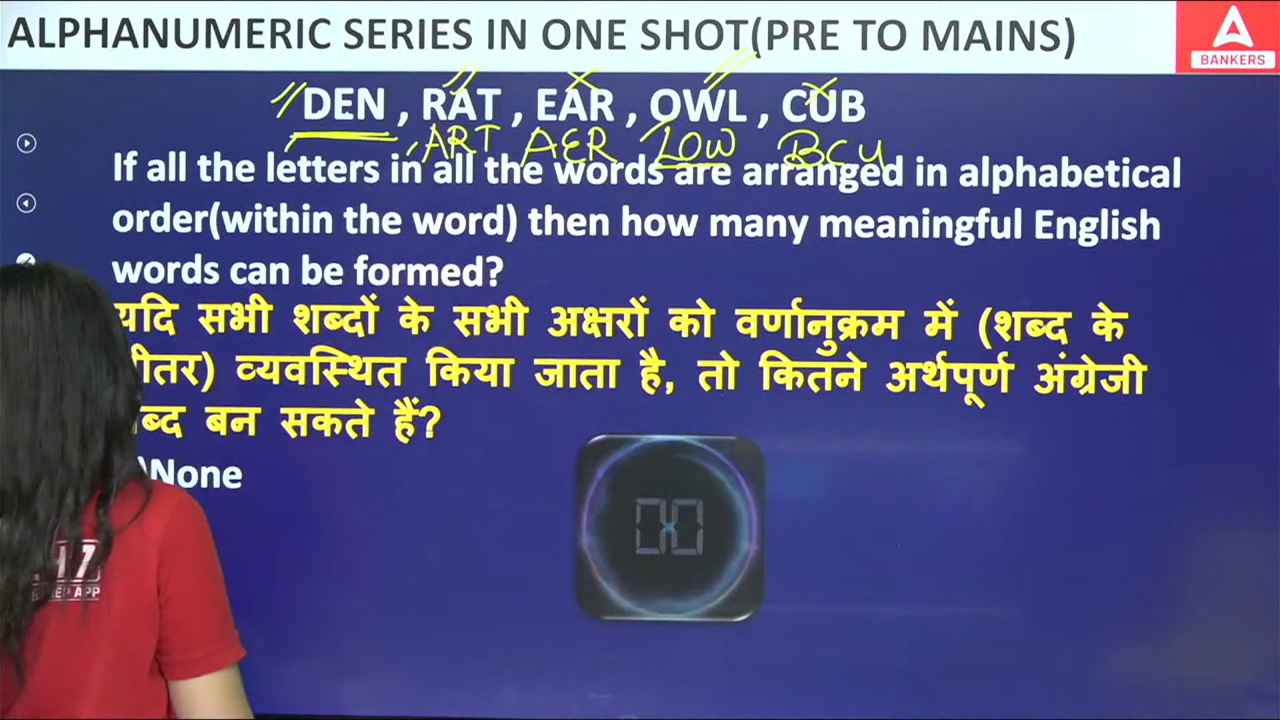 ALPHANUMERIC SERIES IN ONE SHOT(PRE TO MAINS)
A
BANKERS
DEN , RAT , EAR , OWL , CUB
, ART AER LOW BCU
If all the letters in all the words are arranged in alphabetical
order(within the word) then how many meaningful English
words can be formed?
यदि सभी शब्दों के सभी अक्षरों को वर्णानुक्रम में (शब्द के
व्यवस्थित किया जाता है, तो कितने अर्थपूर्ण अंग्रेजी
बन सकते हैं?
)None
00
APP